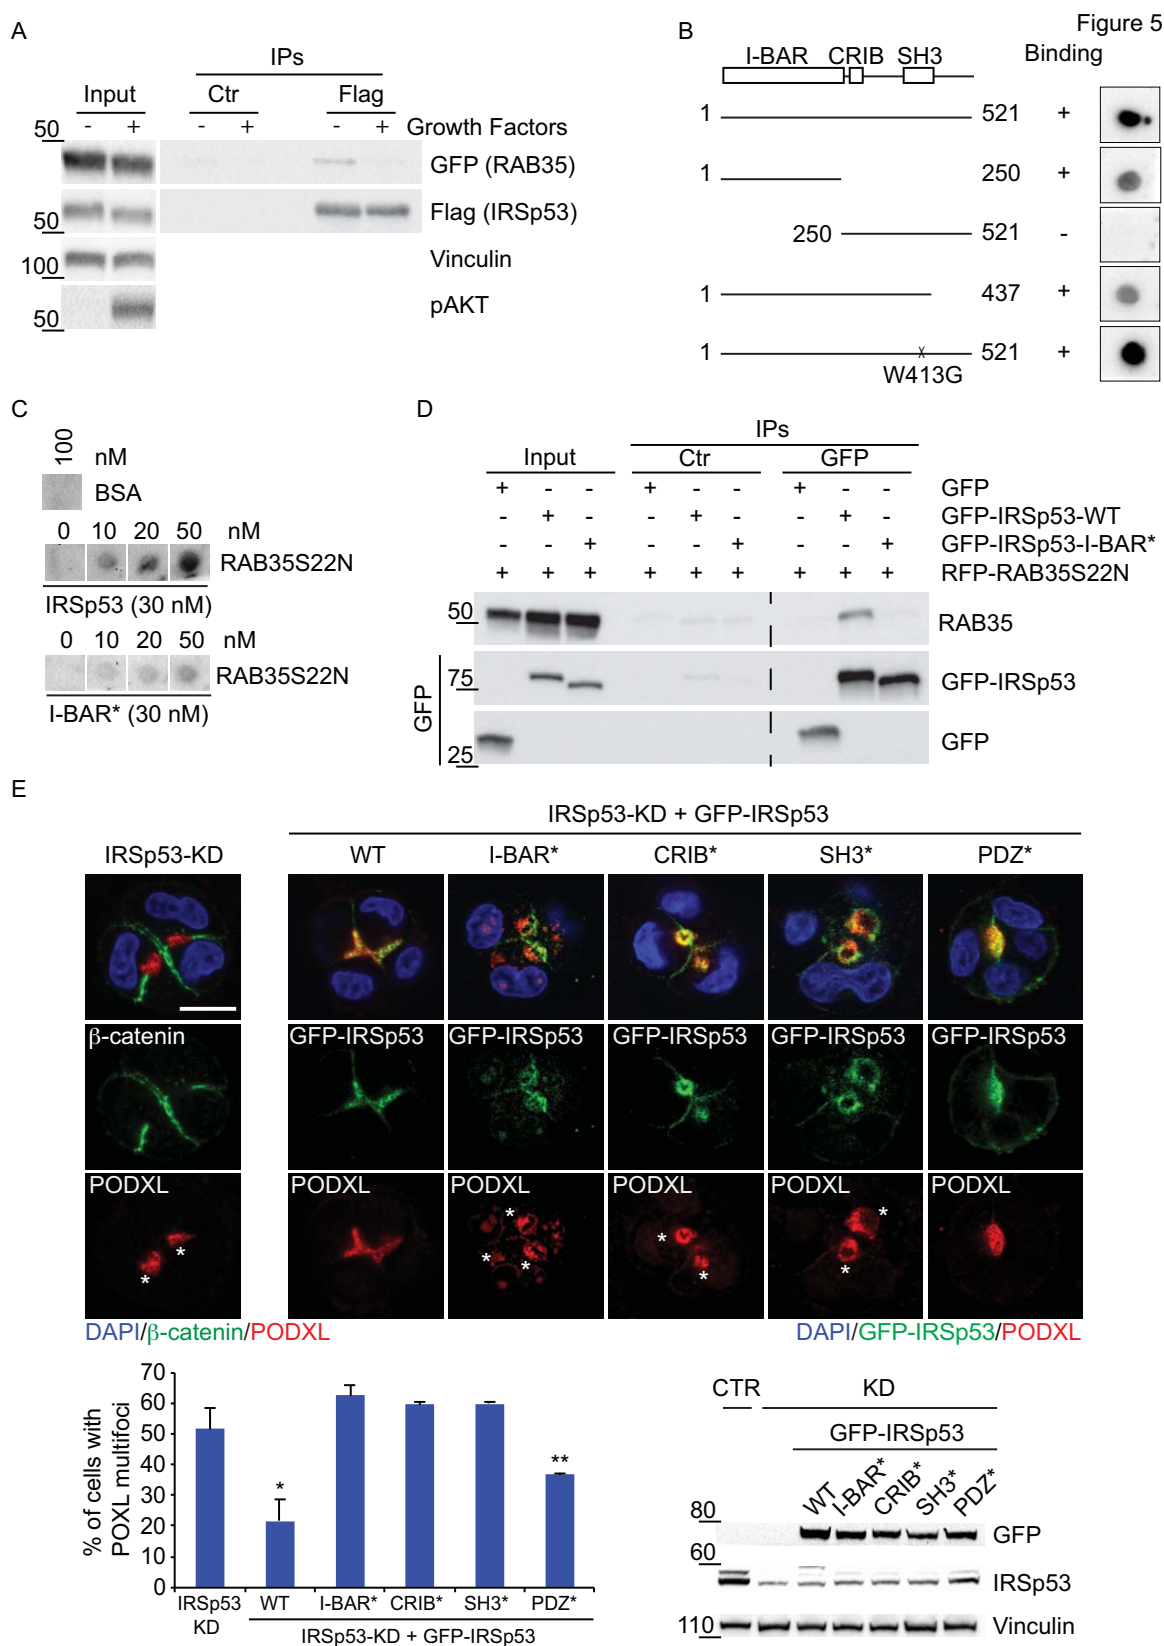 Figure 5
A
IPs
Input Ctr Flag
- + - + - + Growth Factors
50
GFP (RAB35)
50 Flag (IRSp53)
100 Vinculin
50 pAKT
B
I-BAR CRIB SH3 Binding
1 521 +
1 250 +
250 521 -
1 437 +
1 x 521 +
W413G
C
100 nM
BSA
0 10 20 50 nM
RAB35S22N
IRSp53 (30 nM)
0 10 20 50 nM
RAB35S22N
I-BAR* (30 nM)
D
IPs
Input Ctr GFP
+ - - + - - + - - GFP
- + - - + - - + - GFP-IRSp53-WT
- - + - - + - - + GFP-IRSp53-I-BAR*
+ + + + + + + + + RFP-RAB35S22N
50 RAB35
GFP
75 GFP-IRSp53
25 GFP
E
IRSp53-KD + GFP-IRSp53
IRSp53-KD WT I-BAR* CRIB* SH3* PDZ*
β-catenin GFP-IRSp53 GFP-IRSp53 GFP-IRSp53 GFP-IRSp53 GFP-IRSp53
PODXL PODXL PODXL PODXL PODXL PODXL
* * * * * * * * *
DAPI/β-catenin/PODXL DAPI/GFP-IRSp53/PODXL
% of cells with
POXL multifoci
70
60
50
40
30
20
10
0
* **
IRSp53 KD WT I-BAR* CRIB* SH3* PDZ*
IRSp53-KD + GFP-IRSp53
CTR KD
GFP-IRSp53
WT I-BAR* CRIB* SH3* PDZ*
80
GFP
60
IRSp53
110 Vinculin